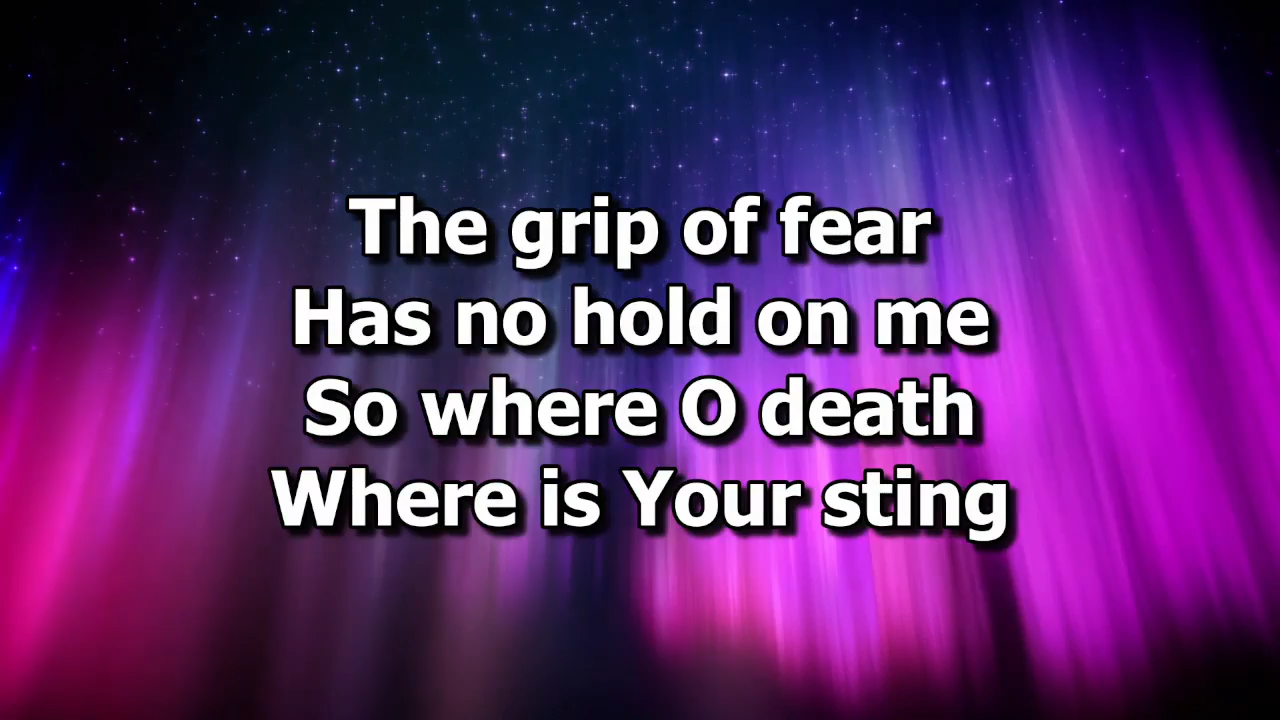 The grip of fear
Has no hold on me
So where O death
Where is Your sting